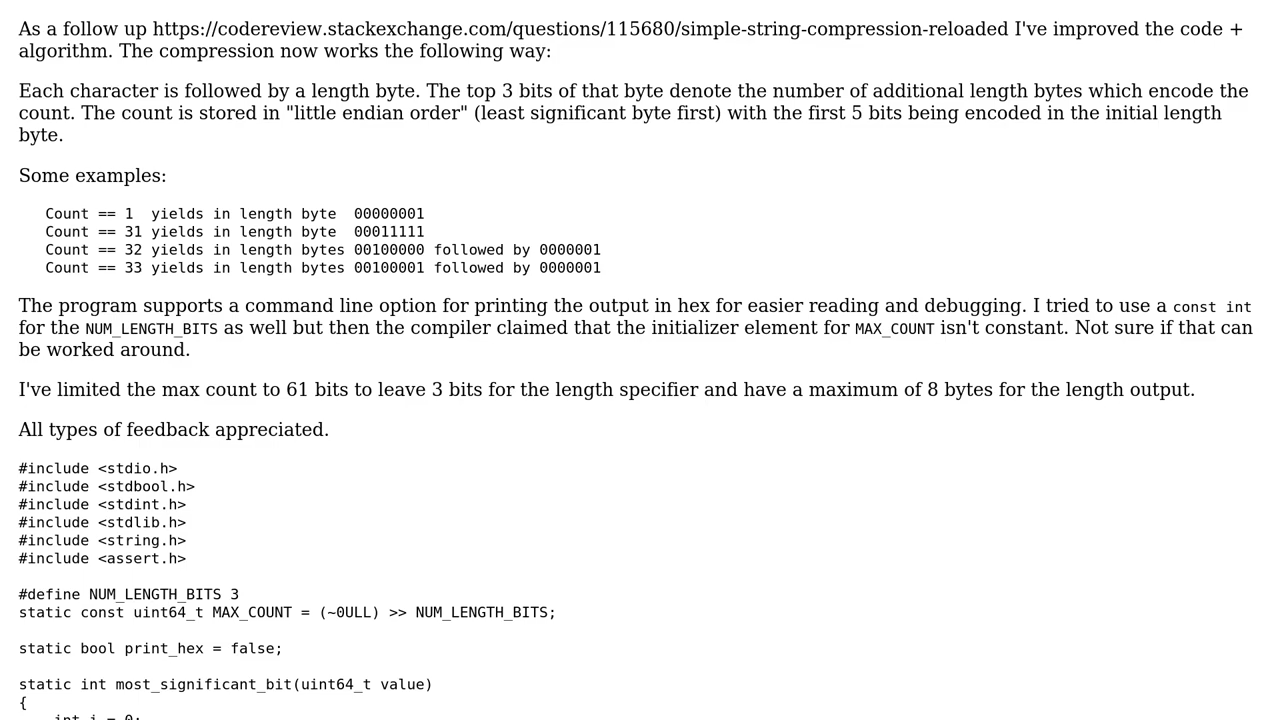 As a follow up https://codereview.stackexchange.com/questions/115680/simple-string-compression-reloaded I've improved the code +
algorithm. The compression now works the following way:
Each character is followed by a length byte. The top 3 bits of that byte denote the number of additional length bytes which encode the
count. The count is stored in "little endian order" (least significant byte first) with the first 5 bits being encoded in the initial length
byte.
Some examples:
Count == 1  yields in length byte  00000001
Count == 31 yields in length byte  00011111
Count == 32 yields in length bytes 00100000 followed by 0000001
Count == 33 yields in length bytes 00100001 followed by 0000001
The program supports a command line option for printing the output in hex for easier reading and debugging. I tried to use a const int
for the NUM_LENGTH_BITS as well but then the compiler claimed that the initializer element for MAX_COUNT isn't constant. Not sure if that can
be worked around.
I've limited the max count to 61 bits to leave 3 bits for the length specifier and have a maximum of 8 bytes for the length output.
All types of feedback appreciated.
#include <stdio.h>
#include <stdbool.h>
#include <stdint.h>
#include <stdlib.h>
#include <string.h>
#include <assert.h>
#define NUM_LENGTH_BITS 3
static const uint64_t MAX_COUNT = (~0ULL) >> NUM_LENGTH_BITS;
static bool print_hex = false;
static int most_significant_bit(uint64_t value)
{
int i = 0;